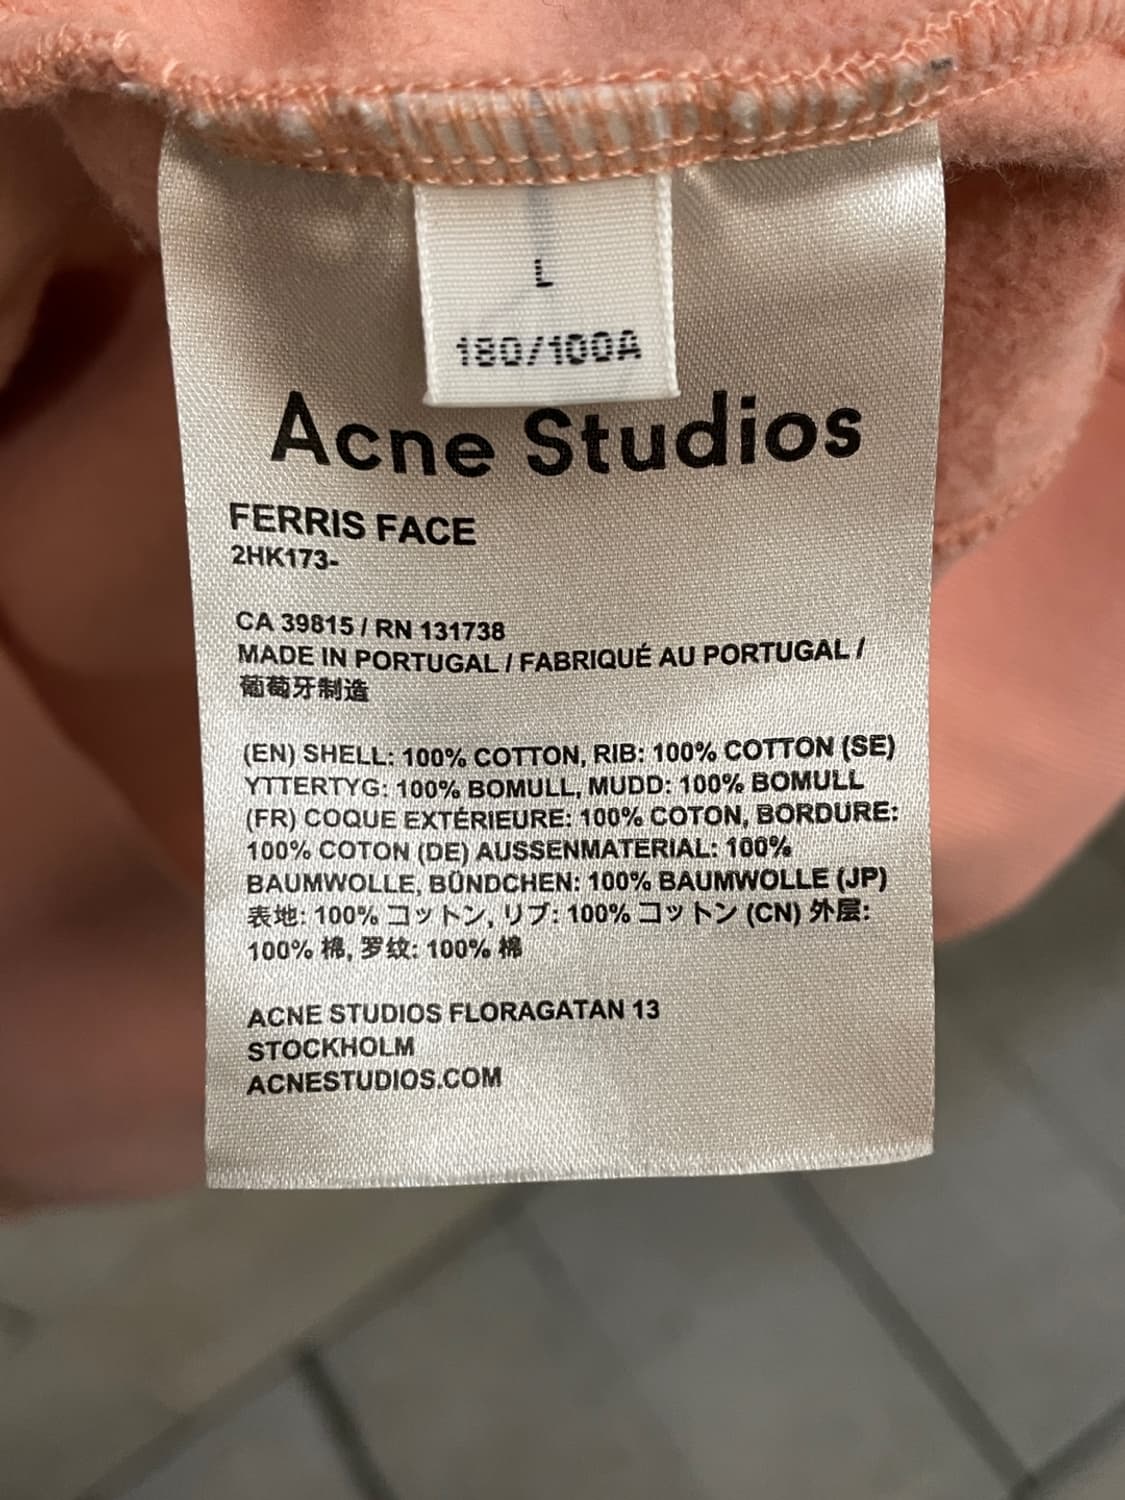 L
180/100A
Acne Studios
FERRIS FACE
2HK173-
CA 39815 / RN 131738
MADE IN PORTUGAL / FABRIQUÉ AU PORTUGAL /
葡萄牙制造
(EN) SHELL: 100% COTTON, RIB: 100% COTTON (SE)
YTTERTYG: 100% BOMULL, MUDD: 100% BOMULL
(FR) COQUE EXTÉRIEURE: 100% COTON, BORDURE:
100% COTON (DE) AUSSENMATERIAL: 100%
BAUMWOLLE, BÜNDCHEN: 100% BAUMWOLLE (JP)
表地: 100% コットン, リブ: 100% コットン (CN) 外层:
100% 棉, 罗纹: 100% 棉
ACNE STUDIOS FLORAGATAN 13
STOCKHOLM
ACNESTUDIOS.COM